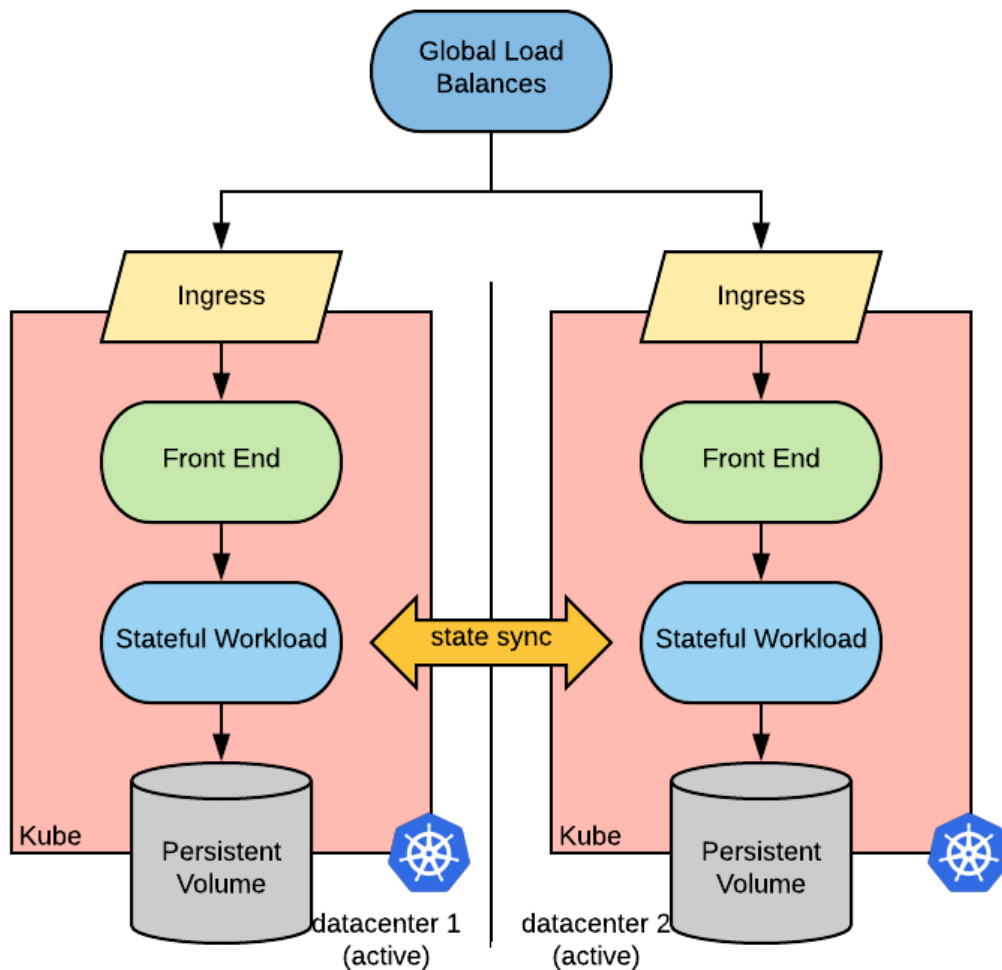 Global Load
Balances
Ingress
Ingress
Front End
Front End
Stateful Workload
state sync
Stateful Workload
Kube
Persistent
Volume
Kube
Persistent
Volume
datacenter 1
(active)
datacenter 2
(active)